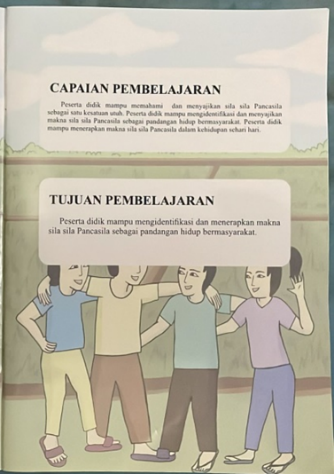 CAPAIAN PEMBELAJARAN
Peserta didik mampu memahami dan menyajikan sila sila Pancasila
sebagai satu kesatuan utuh. Peserta didik mampu mengidentifikasi dan menyajikan
makna sila sila Pancasila sebagai pandangan hidup bermasyarakat. Peserta didik
mampu menerapkan makna sila sila Pancasila dalam kehidupan sehari hari.
TUJUAN PEMBELAJARAN
Peserta didik mampu mengidentifikasi dan menerapkan makna
sila sila Pancasila sebagai pandangan hidup bermasyarakat.